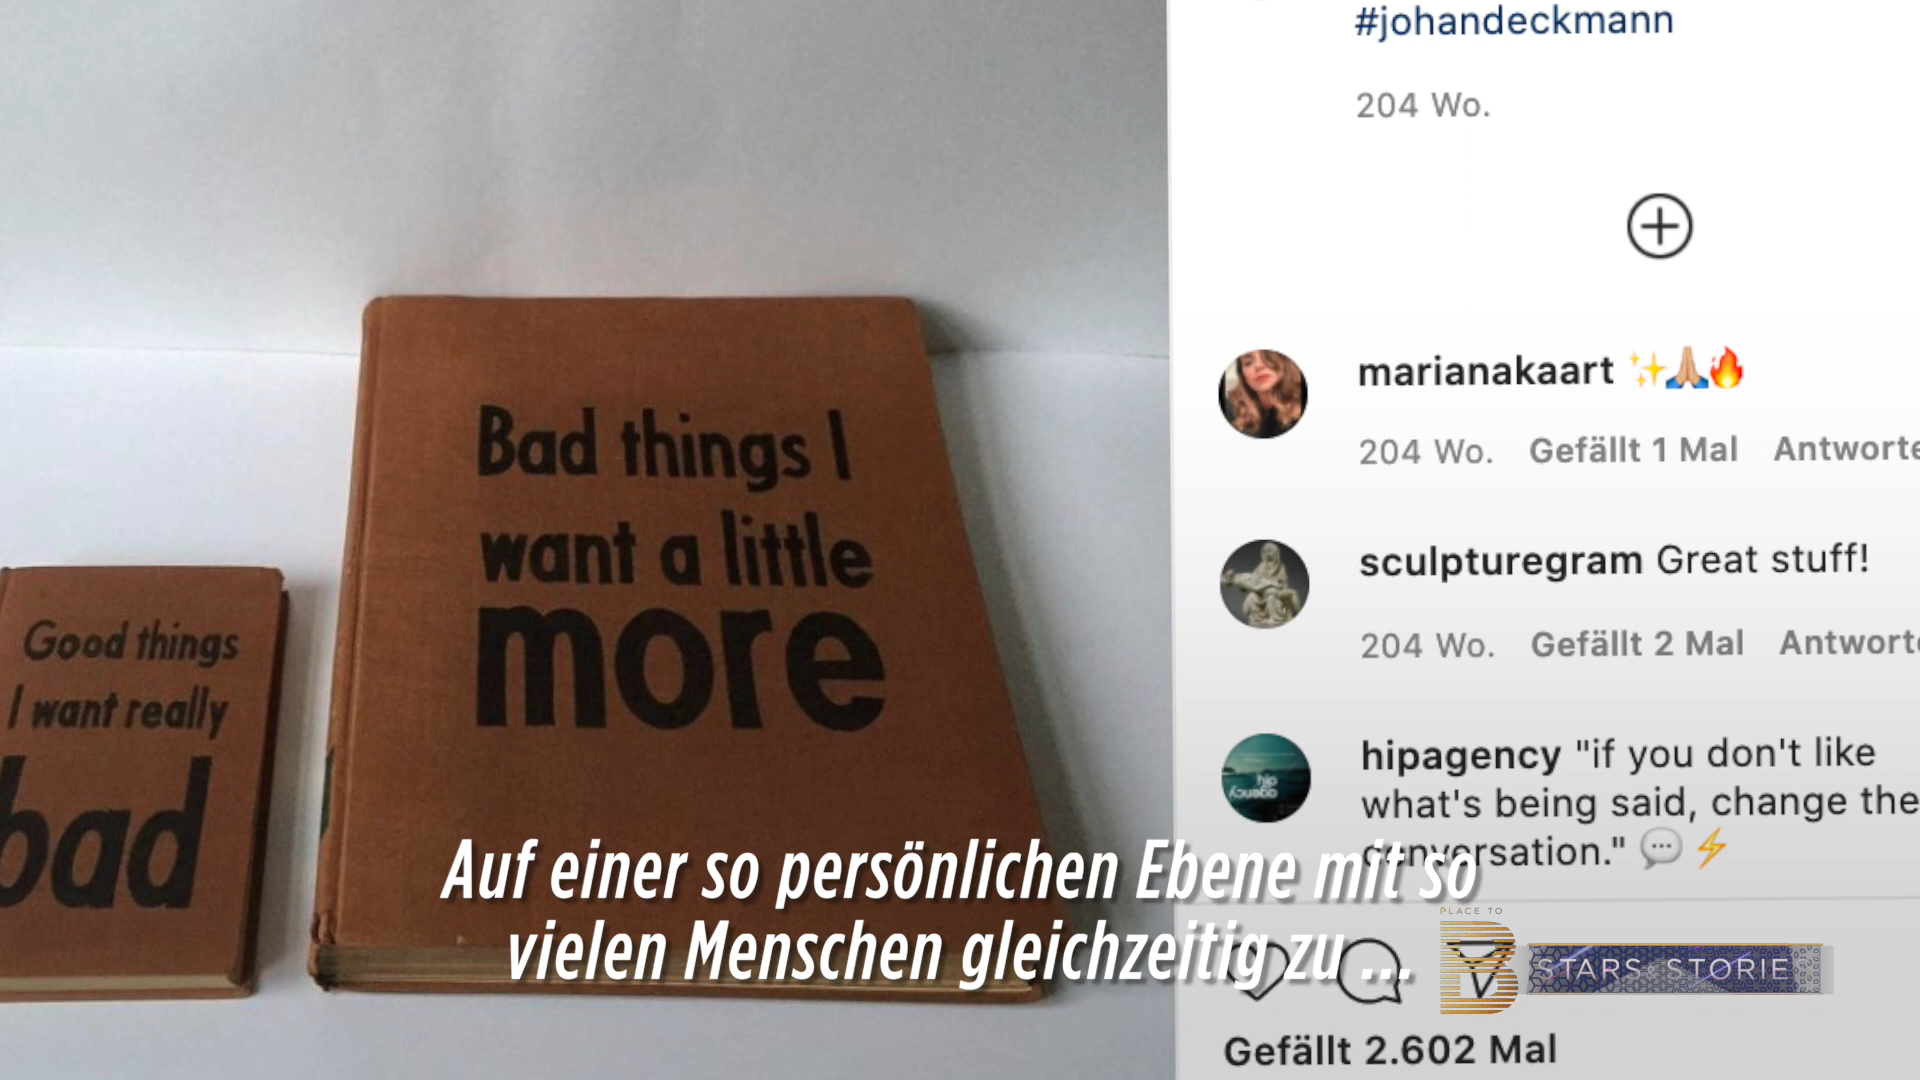 #johandeckmann
204 Wo.
marianakaart ✨🙏🔥
204 Wo. Gefällt 1 Mal
sculpturegram Great stuff!
204 Wo. Gefällt 2 Mal
hipagency "if you don't like
what's being said, change the
conversation." 💬⚡
Gefällt 2.602 Mal
Good things
I want really
bad
Bad things I
want a little
more
Auf einer so persönlichen Ebene mit so
vielen Menschen gleichzeitig zu ...
PLACE TO
B
STARS & STORIE